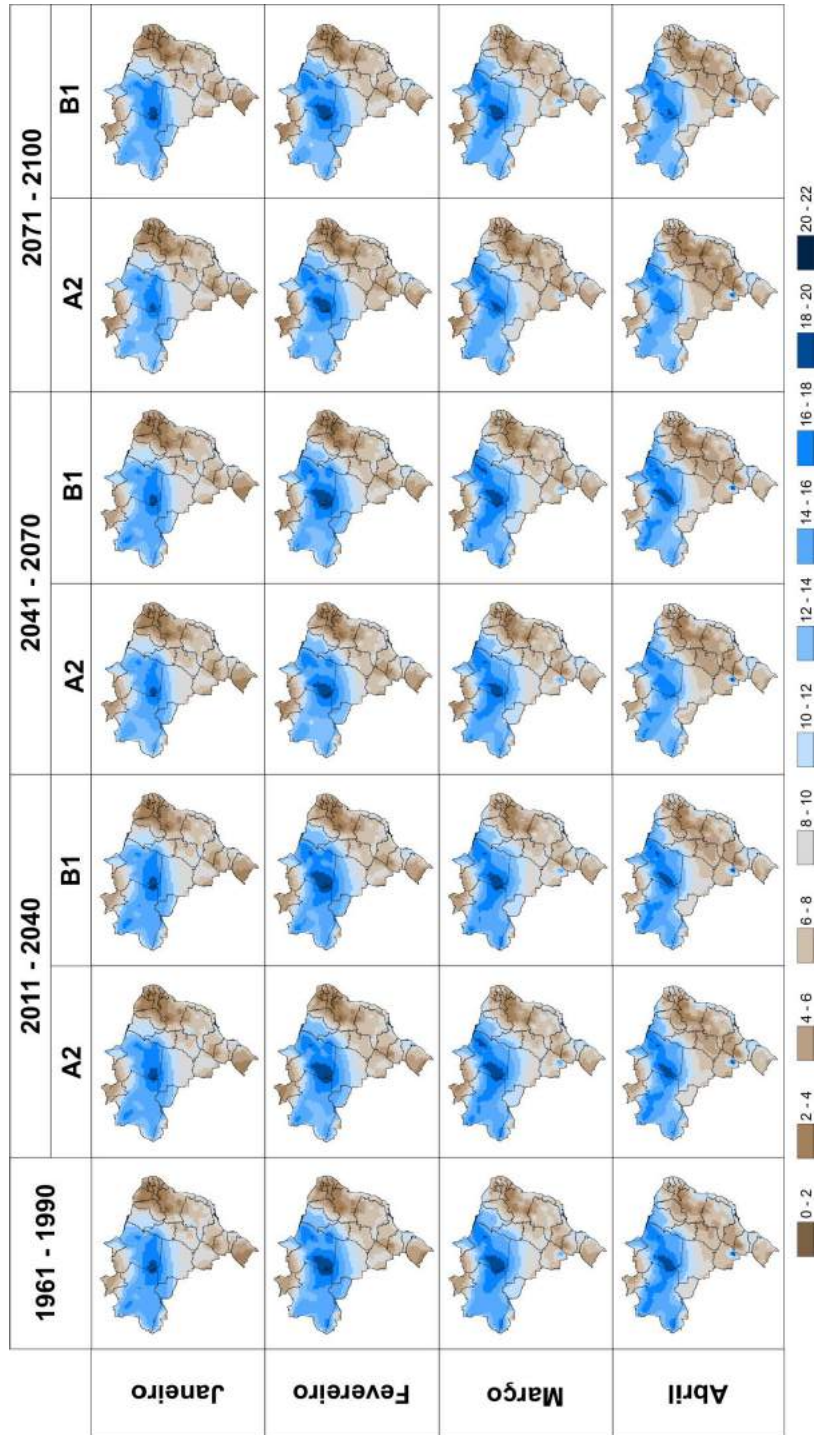 1961 - 1990 2011 - 2040 2041 - 2070 2071 - 2100
A2 B1 A2 B1 A2 B1
Janeiro
Fevereiro
Março
Abril
0 - 2 2 - 4 4 - 6 6 - 8 8 - 10 10 - 12 12 - 14 14 - 16 16 - 18 18 - 20 20 - 22